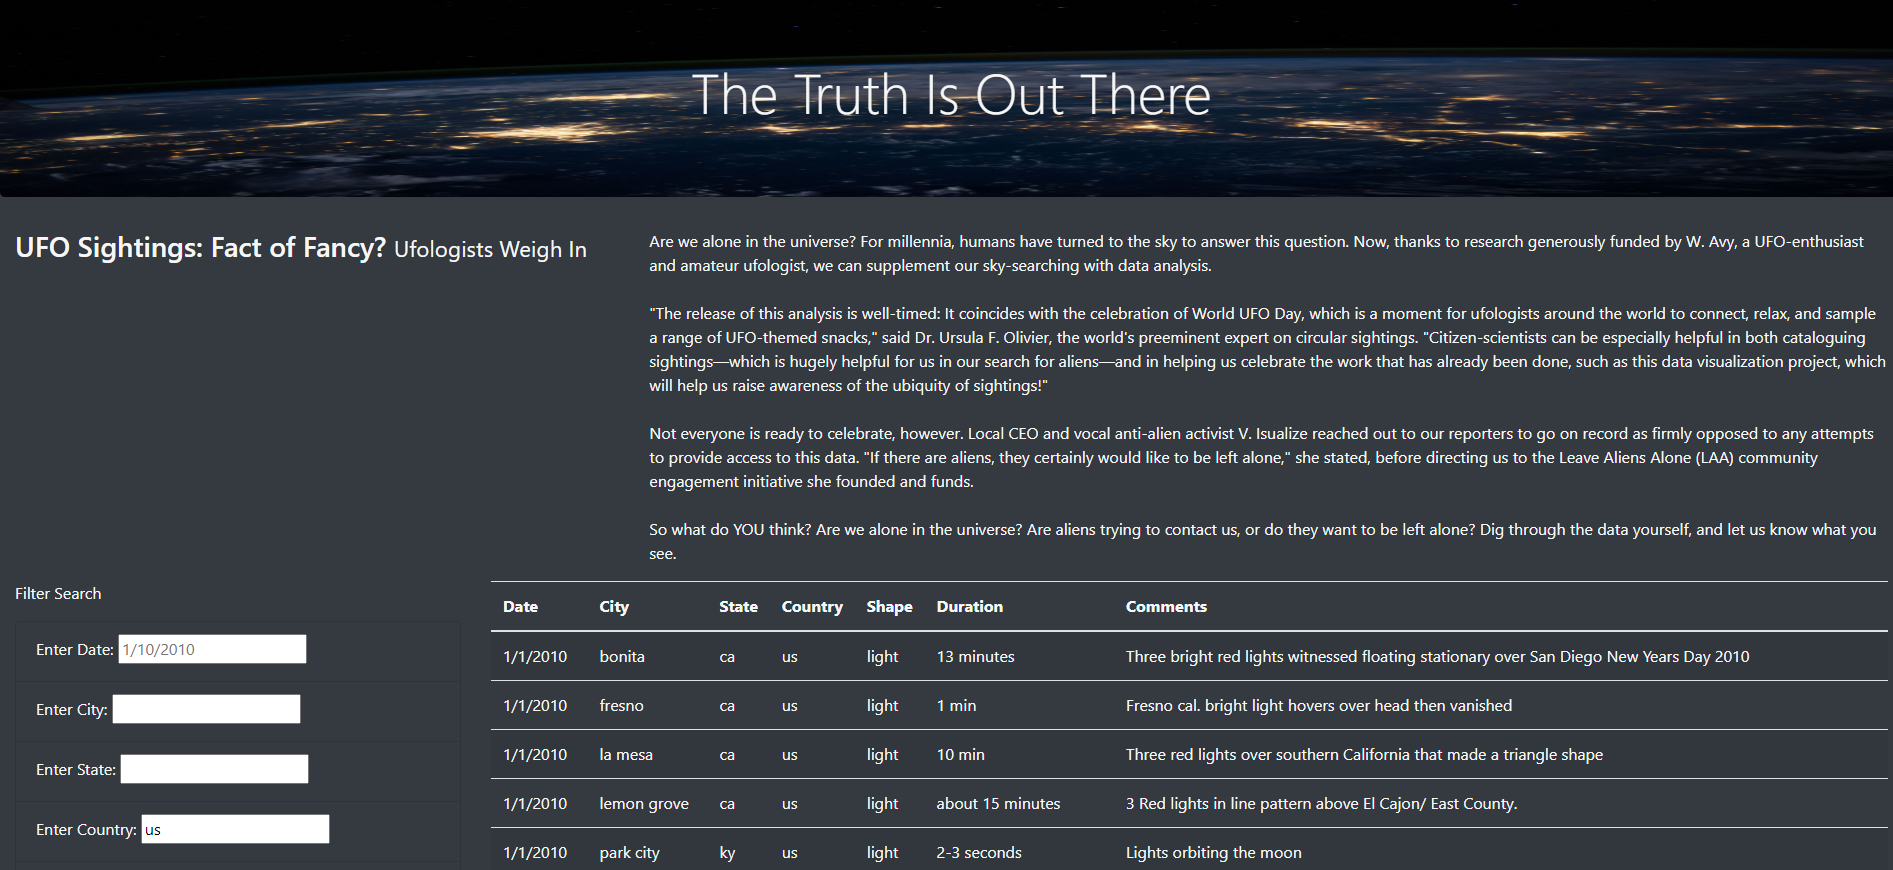 The Truth Is Out There
UFO Sightings: Fact of Fancy? Ufologists Weigh In
Are we alone in the universe? For millennia, humans have turned to the sky to answer this question. Now, thanks to research generously funded by W. Avy, a UFO-enthusiast
and amateur ufologist, we can supplement our sky-searching with data analysis.
"The release of this analysis is well-timed: It coincides with the celebration of World UFO Day, which is a moment for ufologists around the world to connect, relax, and sample
a range of UFO-themed snacks," said Dr. Ursula F. Olivier, the world's preeminent expert on circular sightings. "Citizen-scientists can be especially helpful in both cataloguing
sightings—which is hugely helpful for us in our search for aliens—and in helping us celebrate the work that has already been done, such as this data visualization project, which
will help us raise awareness of the ubiquity of sightings!"
Not everyone is ready to celebrate, however. Local CEO and vocal anti-alien activist V. Isualize reached out to our reporters to go on record as firmly opposed to any attempts
to provide access to this data. "If there are aliens, they certainly would like to be left alone," she stated, before directing us to the Leave Aliens Alone (LAA) community
engagement initiative she founded and funds.
So what do YOU think? Are we alone in the universe? Are aliens trying to contact us, or do they want to be left alone? Dig through the data yourself, and let us know what you
see.
Filter Search
Enter Date: 1/10/2010
Enter City:
Enter State:
Enter Country: us
Date City State Country Shape Duration Comments
1/1/2010 bonita ca us light 13 minutes Three bright red lights witnessed floating stationary over San Diego New Years Day 2010
1/1/2010 fresno ca us light 1 min Fresno cal. bright light hovers over head then vanished
1/1/2010 la mesa ca us light 10 min Three red lights over southern California that made a triangle shape
1/1/2010 lemon grove ca us light about 15 minutes 3 Red lights in line pattern above El Cajon/ East County.
1/1/2010 park city ky us light 2-3 seconds Lights orbiting the moon